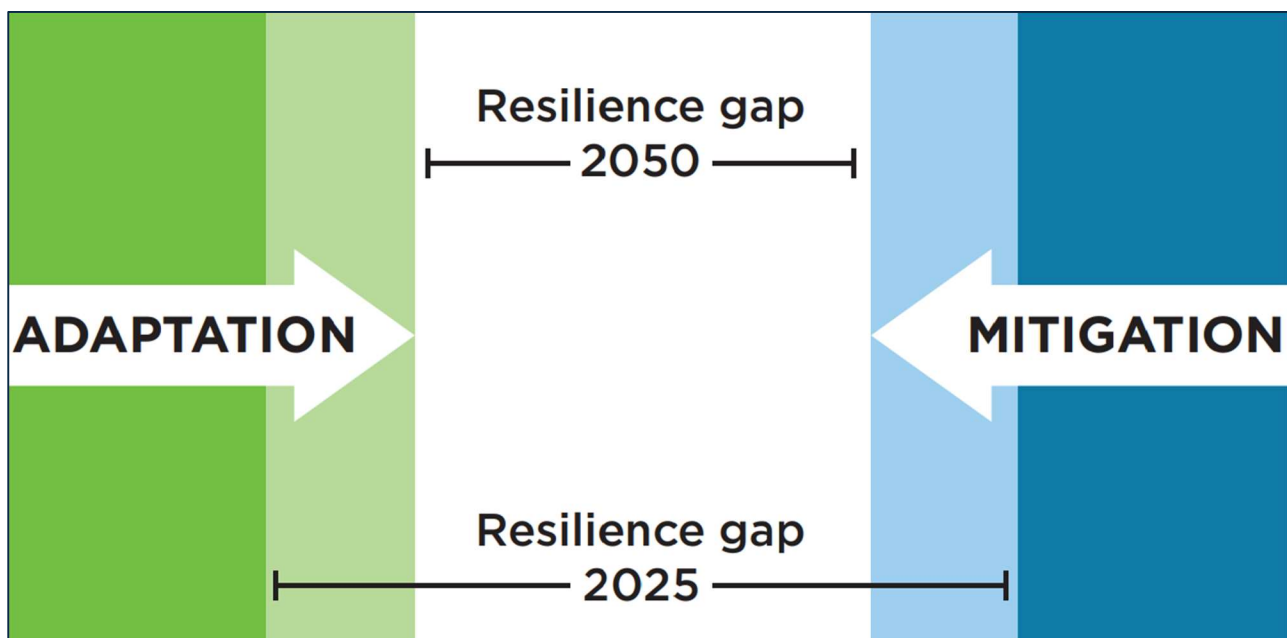 Resilience gap
2050
ADAPTATION
MITIGATION
Resilience gap
2025